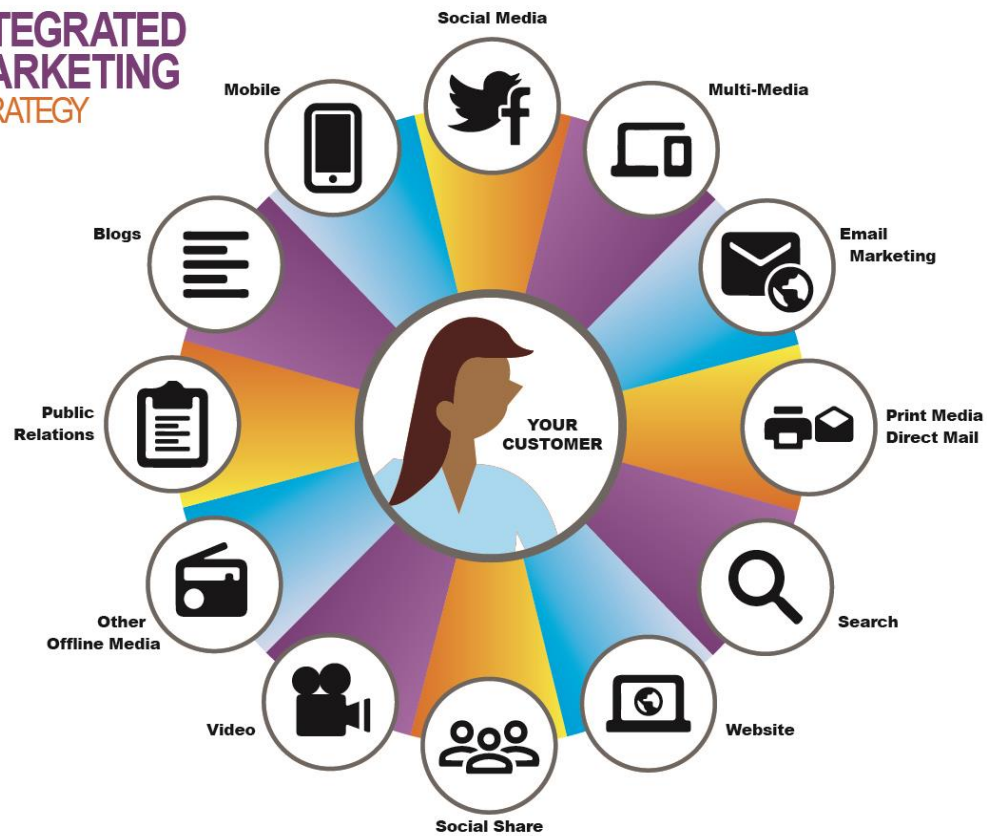 TEGRATED
ARKETING
RATEGY
Social Media
Mobile
Multi-Media
Blogs
Email
Marketing
Public
Relations
YOUR
CUSTOMER
Print Media
Direct Mail
Other
Offline Media
Search
Video
Website
Social Share